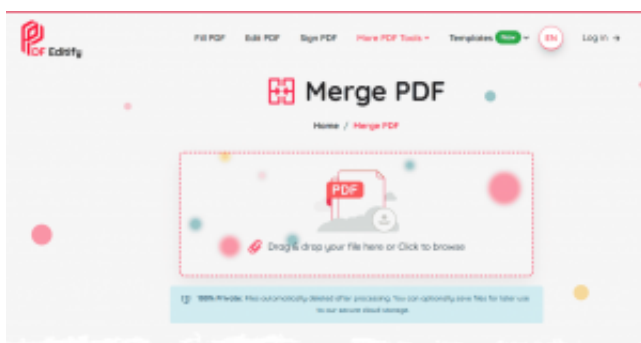 PDF Editify
Fill PDF Edit PDF Sign PDF More PDF Tools Templates New EN Log in →
Merge PDF
Home / Merge PDF
PDF
Drag & drop your file here or Click to browse
100% Private: Files automatically deleted after processing. You can optionally save files for later use
to our secure cloud storage.